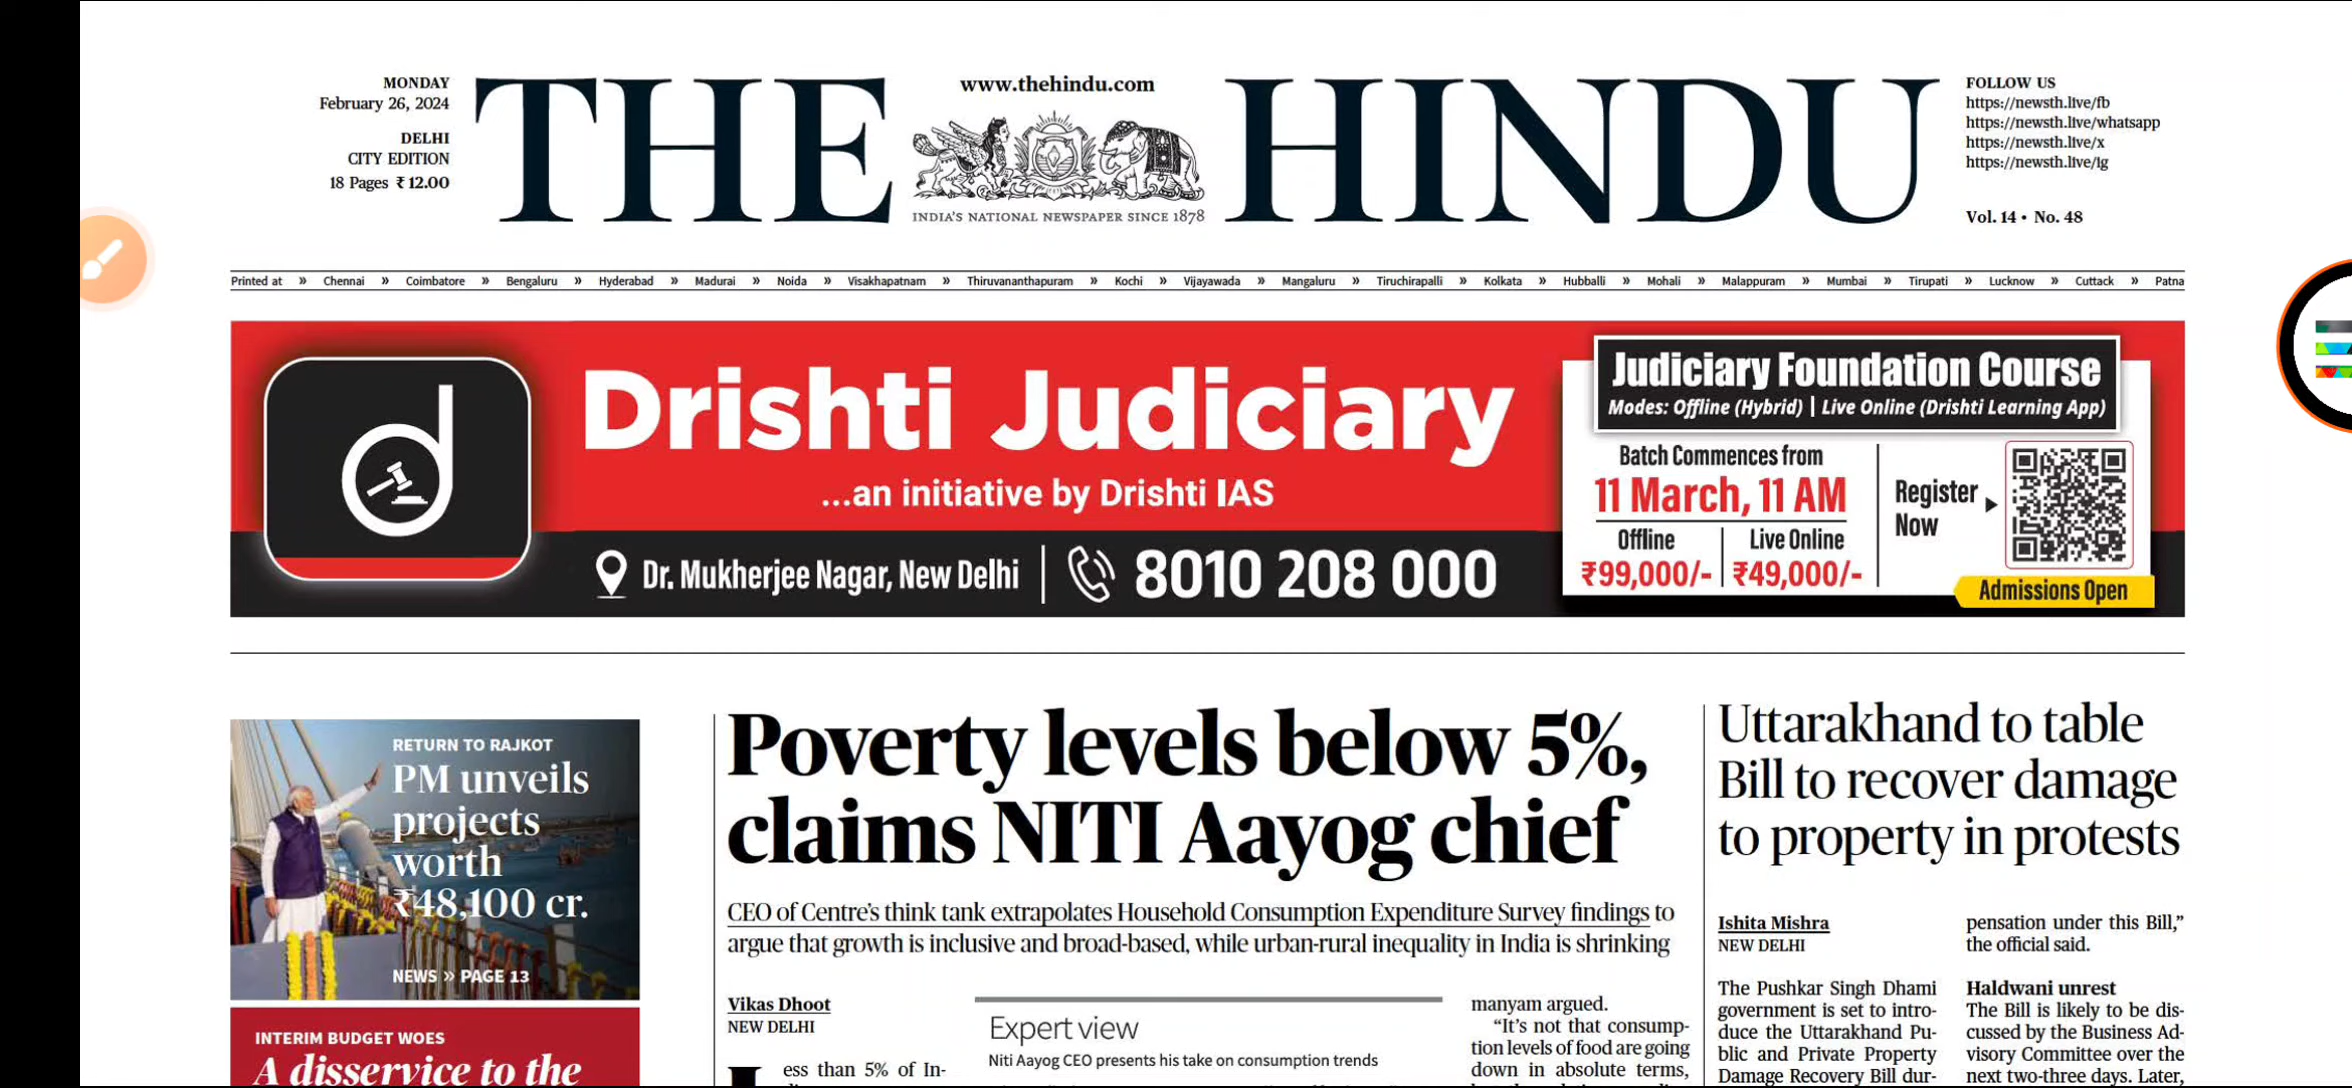 MONDAY
February 26, 2024
DELHI
CITY EDITION
18 Pages ₹ 12.00
THE HINDU
www.thehindu.com
INDIA'S NATIONAL NEWSPAPER SINCE 1878
FOLLOW US
https://newsth.live/fb
https://newsth.live/whatsapp
https://newsth.live/x
https://newsth.live/ig
Vol. 14 • No. 48
Printed at » Chennai » Coimbatore » Bengaluru » Hyderabad » Madurai » Noida » Visakhapatnam » Thiruvananthapuram » Kochi » Vijayawada » Mangaluru » Tiruchirapalli » Kolkata » Hubballi » Mohali » Malappuram » Mumbai » Tirupati » Lucknow » Cuttack » Patna
Drishti Judiciary
...an initiative by Drishti IAS
Dr. Mukherjee Nagar, New Delhi
8010 208 000
Judiciary Foundation Course
Modes: Offline (Hybrid) | Live Online (Drishti Learning App)
Batch Commences from
11 March, 11 AM
Offline
₹99,000/-
Live Online
₹49,000/-
Register
Now
Admissions Open
RETURN TO RAJKOT
PM unveils
projects
worth
₹48,100 cr.
NEWS » PAGE 13
INTERIM BUDGET WOES
A disservice to the
Poverty levels below 5%,
claims NITI Aayog chief
CEO of Centre's think tank extrapolates Household Consumption Expenditure Survey findings to
argue that growth is inclusive and broad-based, while urban-rural inequality in India is shrinking
Vikas Dhoot
NEW DELHI
Less than 5% of In-
Expert view
Niti Aayog CEO presents his take on consumption trends
manyam argued.
"It's not that consump-
tion levels of food are going
down in absolute terms,
Uttarakhand to table
Bill to recover damage
to property in protests
Ishita Mishra
NEW DELHI
The Pushkar Singh Dhami
government is set to intro-
duce the Uttarakhand Pu-
blic and Private Property
Damage Recovery Bill dur-
pensation under this Bill,"
the official said.
Haldwani unrest
The Bill is likely to be dis-
cussed by the Business Ad-
visory Committee over the
next two-three days. Later,